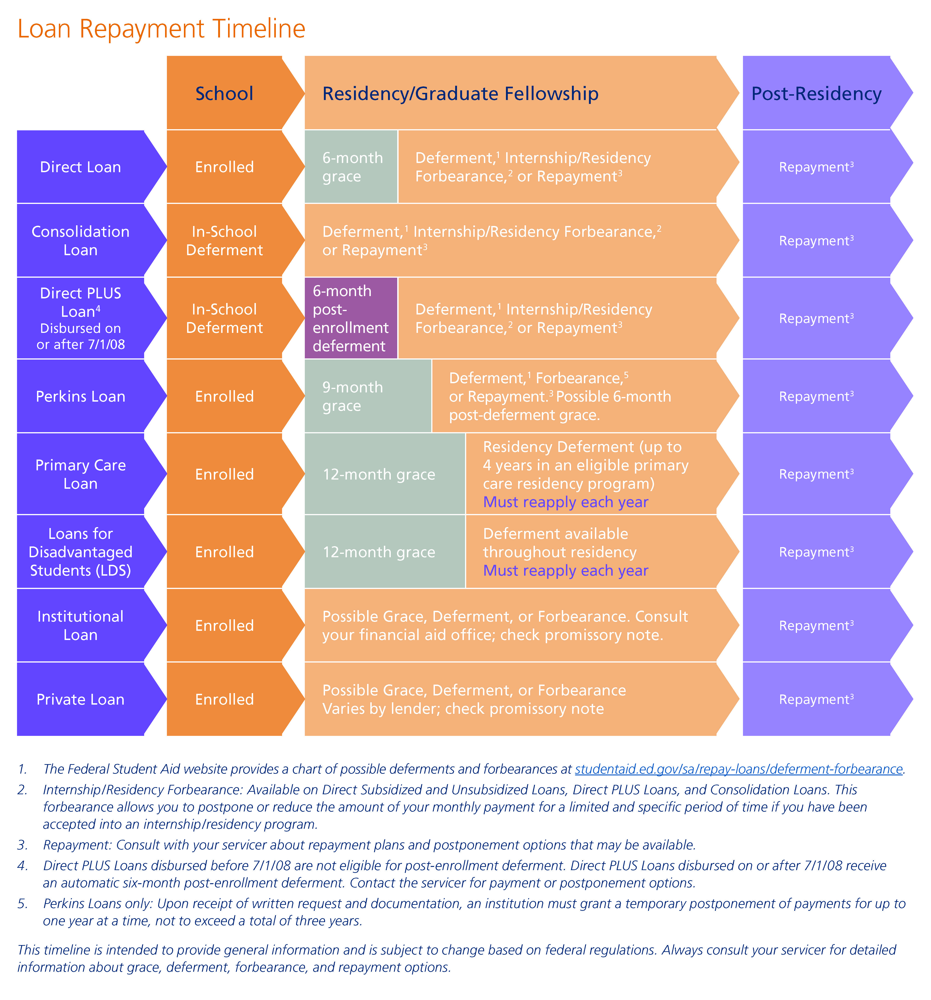 Loan Repayment Timeline
School
Residency/Graduate Fellowship
Post-Residency
Direct Loan
Enrolled
6-month
grace
Deferment,¹ Internship/Residency
Forbearance,² or Repayment³
Repayment³
Consolidation
Loan
In-School
Deferment
Deferment,¹ Internship/Residency Forbearance,²
or Repayment³
Repayment³
Direct PLUS
Loan⁴
Disbursed on
or after 7/1/08
In-School
Deferment
6-month
post-
enrollment
deferment
Deferment,¹ Internship/Residency
Forbearance,² or Repayment³
Repayment³
Perkins Loan
Enrolled
9-month
grace
Deferment,¹ Forbearance,⁵
or Repayment.³ Possible 6-month
post-deferment grace.
Repayment³
Primary Care
Loan
Enrolled
12-month grace
Residency Deferment (up to
4 years in an eligible primary
care residency program)
Must reapply each year
Repayment³
Loans for
Disadvantaged
Students (LDS)
Enrolled
12-month grace
Deferment available
throughout residency
Must reapply each year
Repayment³
Institutional
Loan
Enrolled
Possible Grace, Deferment, or Forbearance. Consult
your financial aid office; check promissory note.
Repayment³
Private Loan
Enrolled
Possible Grace, Deferment, or Forbearance
Varies by lender; check promissory note
Repayment³
1. The Federal Student Aid website provides a chart of possible deferments and forbearances at studentaid.ed.gov/sa/repay-loans/deferment-forbearance.
2. Internship/Residency Forbearance: Available on Direct Subsidized and Unsubsidized Loans, Direct PLUS Loans, and Consolidation Loans. This
forbearance allows you to postpone or reduce the amount of your monthly payment for a limited and specific period of time if you have been
accepted into an internship/residency program.
3. Repayment: Consult with your servicer about repayment plans and postponement options that may be available.
4. Direct PLUS Loans disbursed before 7/1/08 are not eligible for post-enrollment deferment. Direct PLUS Loans disbursed on or after 7/1/08 receive
an automatic six-month post-enrollment deferment. Contact the servicer for payment or postponement options.
5. Perkins Loans only: Upon receipt of written request and documentation, an institution must grant a temporary postponement of payments for up to
one year at a time, not to exceed a total of three years.
This timeline is intended to provide general information and is subject to change based on federal regulations. Always consult your servicer for detailed
information about grace, deferment, forbearance, and repayment options.